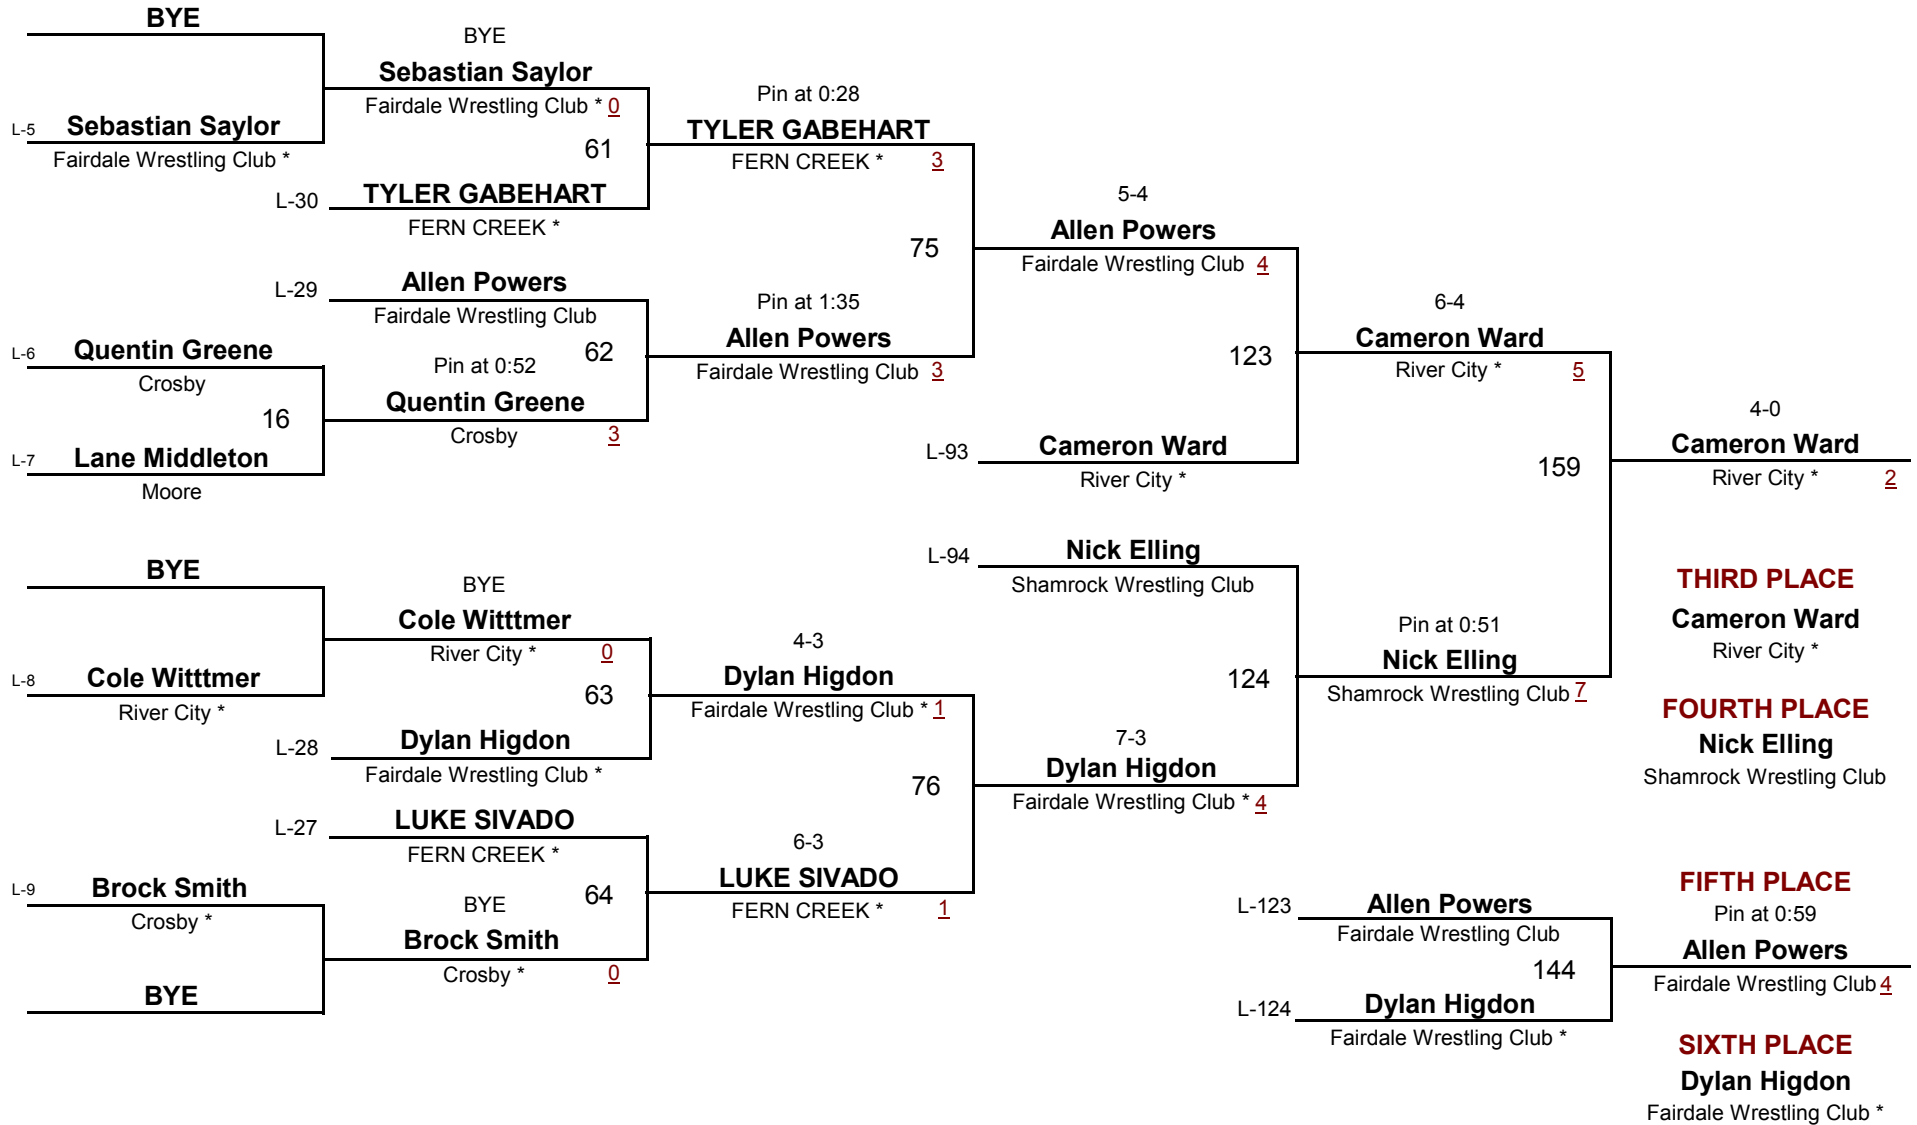 BYE
BYE
Sebastian Saylor
Fairdale Wrestling Club * 0
L-5 Sebastian Saylor
Fairdale Wrestling Club *
61
Pin at 0:28
TYLER GABEHART
FERN CREEK * 3
L-30 TYLER GABEHART
FERN CREEK *
75
5-4
Allen Powers
Fairdale Wrestling Club 4
L-29 Allen Powers
Fairdale Wrestling Club
62
Pin at 1:35
Allen Powers
Fairdale Wrestling Club 3
L-6 Quentin Greene
Crosby
16
Pin at 0:52
Quentin Greene
Crosby 3
L-7 Lane Middleton
Moore
123
6-4
Cameron Ward
River City * 5
L-93 Cameron Ward
River City *
159
4-0
Cameron Ward
River City * 2
BYE
BYE
Cole Witttmer
River City * 0
L-8 Cole Witttmer
River City *
63
4-3
Dylan Higdon
Fairdale Wrestling Club * 1
L-28 Dylan Higdon
Fairdale Wrestling Club *
L-94 Nick Elling
Shamrock Wrestling Club
124
Pin at 0:51
Nick Elling
Shamrock Wrestling Club 7
76
7-3
Dylan Higdon
Fairdale Wrestling Club * 4
L-27 LUKE SIVADO
FERN CREEK *
64
6-3
LUKE SIVADO
FERN CREEK * 1
L-9 Brock Smith
Crosby *
BYE
Brock Smith
Crosby * 0
BYE
THIRD PLACE
Cameron Ward
River City *
FOURTH PLACE
Nick Elling
Shamrock Wrestling Club
L-123 Allen Powers
Fairdale Wrestling Club
144
L-124 Dylan Higdon
Fairdale Wrestling Club *
FIFTH PLACE
Pin at 0:59
Allen Powers
Fairdale Wrestling Club 4
SIXTH PLACE
Dylan Higdon
Fairdale Wrestling Club *